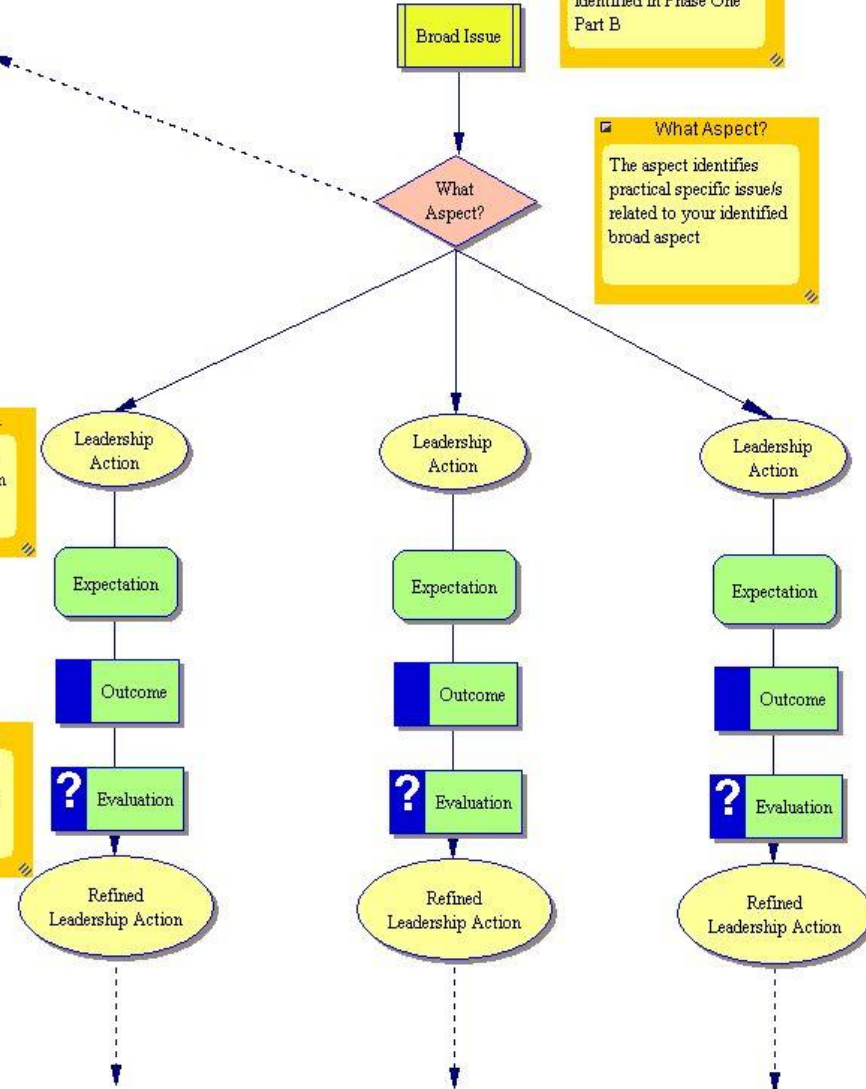 Identified in Phase One
Part B
Broad Issue
What Aspect?
The aspect identifies
practical specific issue/s
related to your identified
broad aspect
What
Aspect?
Leadership
Action
Leadership
Action
Leadership
Action
Expectation
Expectation
Expectation
Outcome
Outcome
Outcome
?
Evaluation
?
Evaluation
?
Evaluation
Refined
Leadership Action
Refined
Leadership Action
Refined
Leadership Action